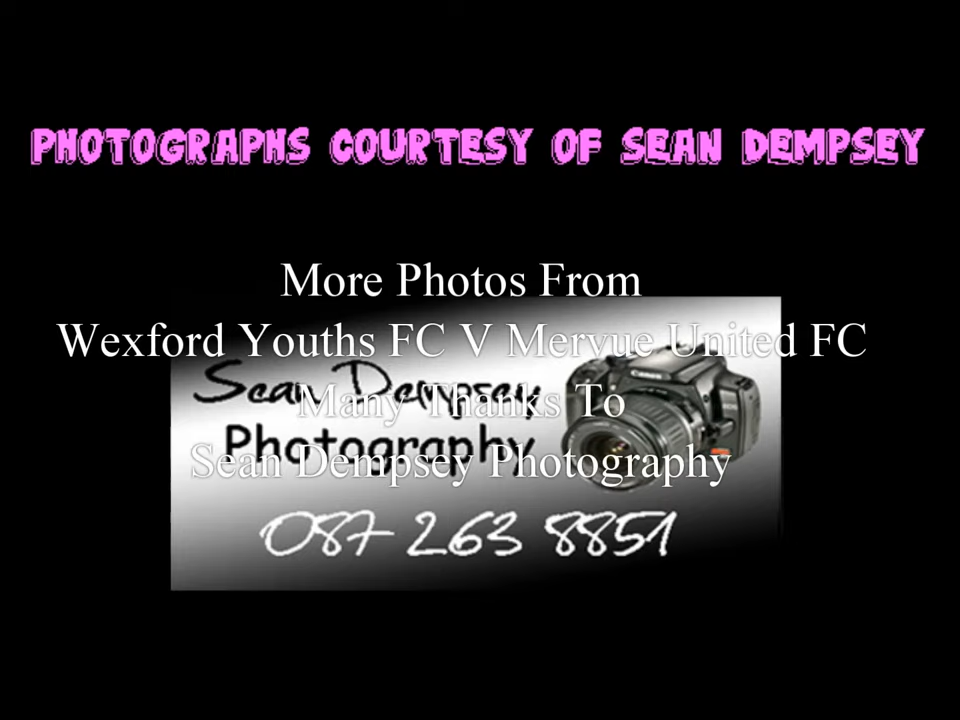 PHOTOGRAPHS COURTESY OF SEAN DEMPSEY
More Photos From
Wexford Youths FC V Mervue United FC
Many Thanks To
Sean Dempsey Photography
Sean Dempsey
Photography
Canon
087 263 8851